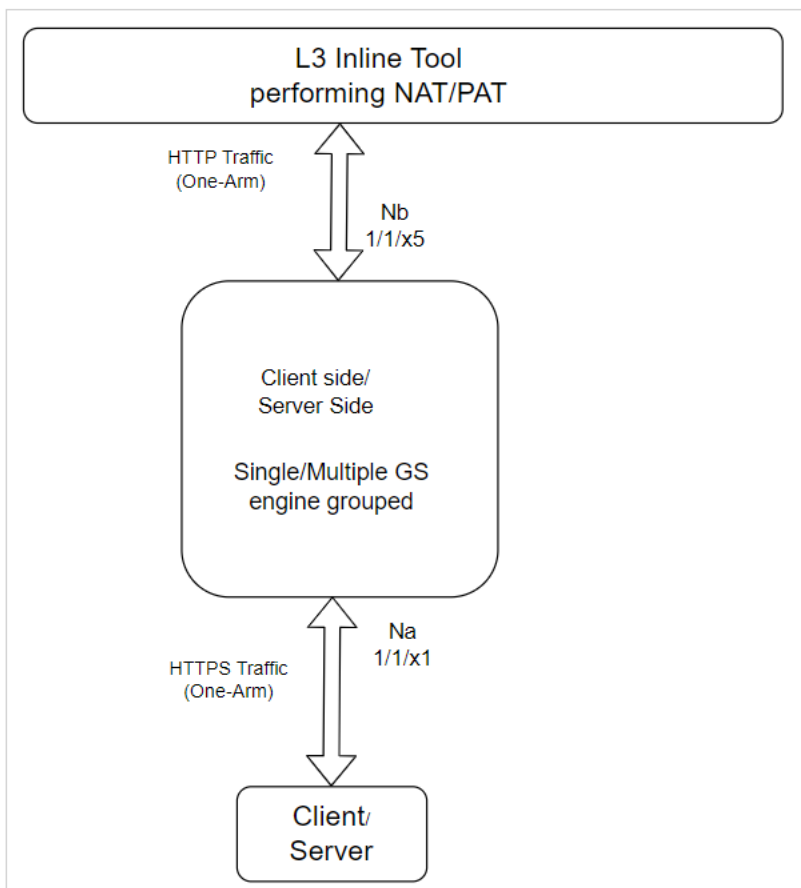 L3 Inline Tool
performing NAT/PAT
HTTP Traffic
(One-Arm)
Nb
1/1/x5
Client side/
Server Side
Single/Multiple GS
engine grouped
Na
1/1/x1
HTTPS Traffic
(One-Arm)
Client/
Server